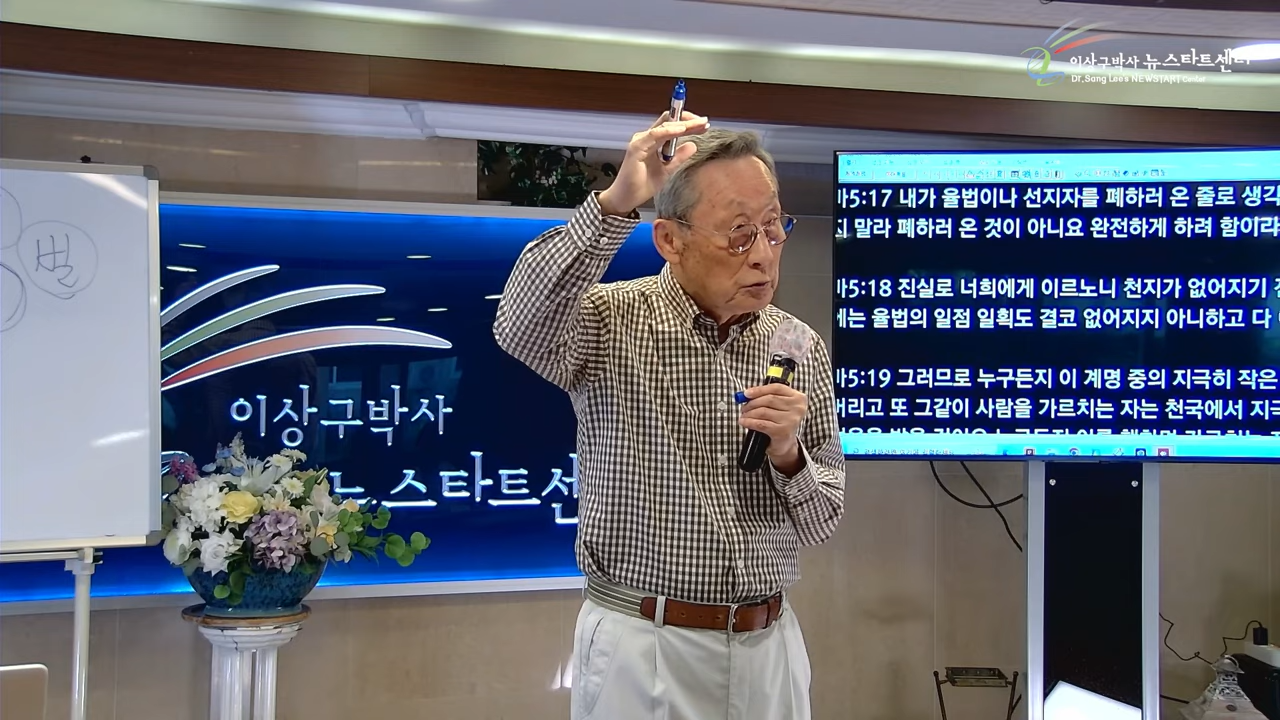 이상구박사 뉴스타트센터
Dr. Sang Lee's NEWSTART Center
벌
이상구박사
뉴스타트센
5:17 내가 율법이나 선지자를 폐하러 온 줄로 생각
지 말라 폐하러 온 것이 아니요 완전하게 하려 함이라
5:18 진실로 너희에게 이르노니 천지가 없어지기 전
에는 율법의 일점 일획도 결코 없어지지 아니하고 다
5:19 그러므로 누구든지 이 계명 중의 지극히 작은
버리고 또 그같이 사람을 가르치는 자는 천국에서 지극